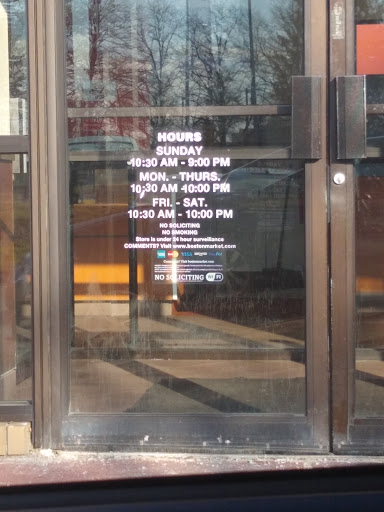 HOURS
SUNDAY
10:30 AM - 9:00 PM
MON. - THURS.
10:30 AM -10:00 PM
FRI. - SAT.
10:30 AM - 10:00 PM
NO SOLICITING
NO SMOKING
Store is under 24 hour surveillance
COMMENTS? Visit www.bostonmarket.com
VISA
NO SOLICITING